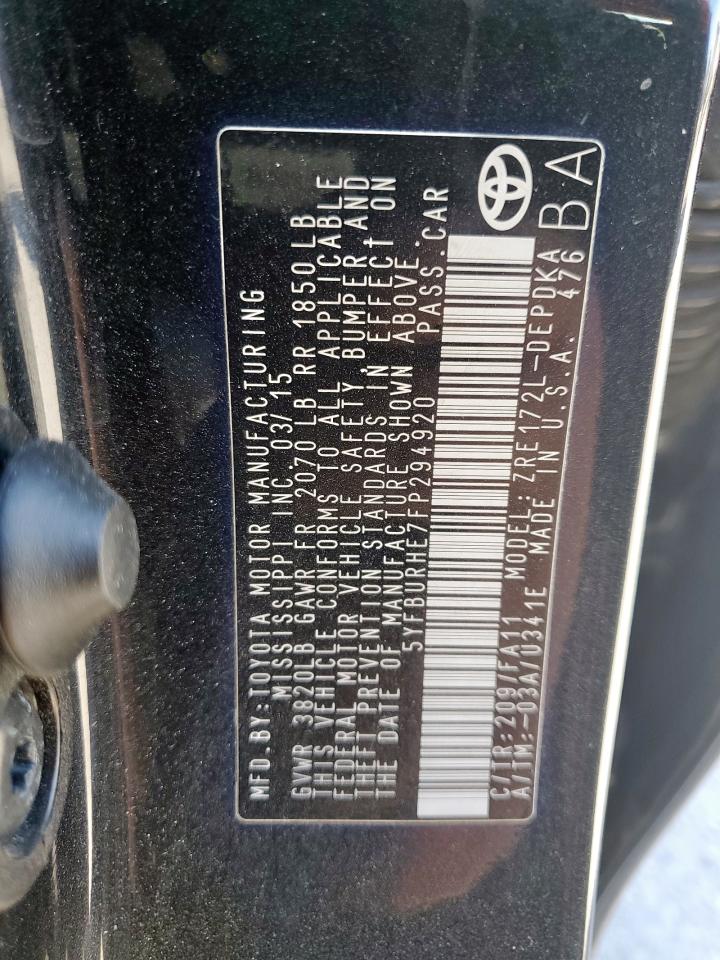 MFD.BY:TOYOTA MOTOR MANUFACTURING
MISSISSIPPI INC. 03/15
GVWR 3820LB GAWR FR 2070 LB RR 1850 LB
THIS VEHICLE CONFORMS TO ALL APPLICABLE
FEDERAL MOTOR VEHICLE SAFETY, BUMPER, AND
THEFT PREVENTION STANDARDS IN EFFECT ON
THE DATE OF MANUFACTURE SHOWN ABOVE.
5YFBURHE7FP294920 PASS.CAR
C/TR:209/FA11 MODEL:ZRE172L-DEPDKA
A/TM:-03A/U341E MADE IN U.S.A. 476
BA